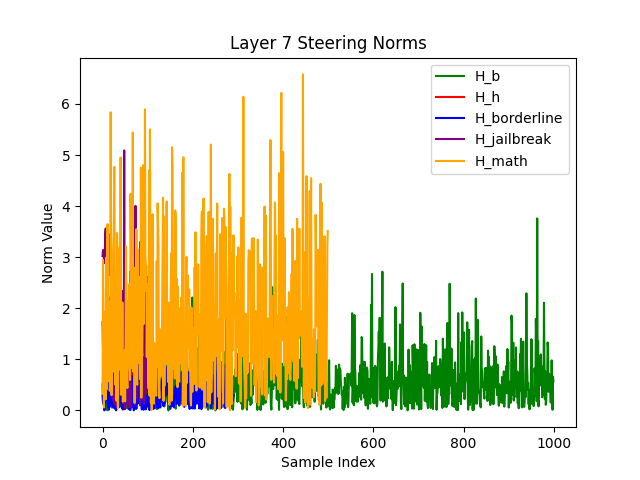 Layer 7 Steering Norms
H_b
H_h
H_borderline
H_jailbreak
H_math
Norm Value
6
5
4
3
2
1
0
0 200 400 600 800 1000
Sample Index